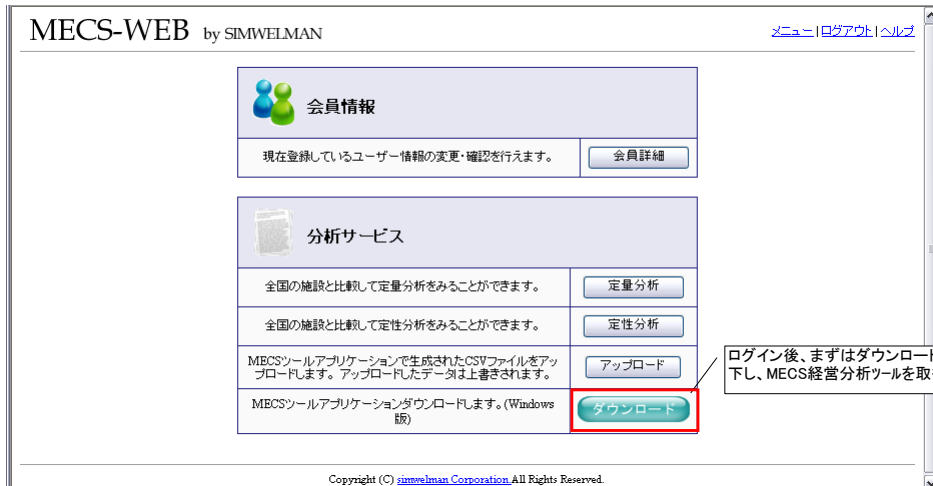 MECS-WEB by SIMWELMAN
メニュー | ログアウト | ヘルプ
会員情報
現在登録しているユーザー情報の変更・確認を行えます。
会員詳細
分析サービス
全国の施設と比較して定量分析をみることができます。
定量分析
全国の施設と比較して定性分析をみることができます。
定性分析
MECSツールアプリケーションで生成されたCSVファイルをアッ
プロードします。アップロードしたデータは上書きされます。
アップロード
MECSツールアプリケーションダウンロードします。(Windows
版)
ダウンロード
ログイン後、まずはダウンロード
下し、MECS経営分析ツールを取
Copyright (C) simwelman Corporation.All Rights Reserved.